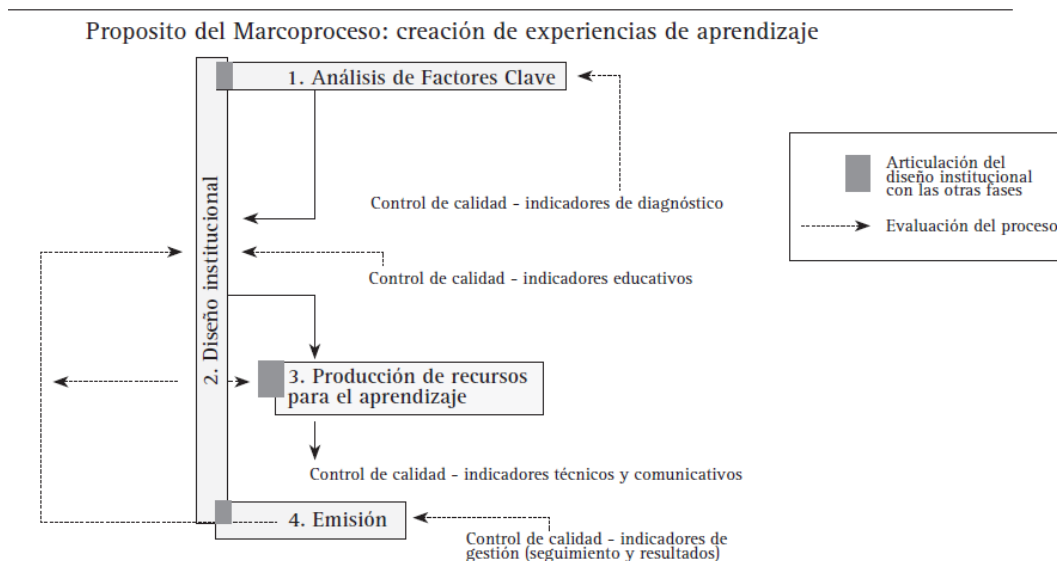 Proposito del Marcoproceso: creación de experiencias de aprendizaje
1. Análisis de Factores Clave
Articulación del
diseño institucional
con las otras fases
Evaluación del proceso
Control de calidad - indicadores de diagnóstico
2. Diseño institucional
Control de calidad - indicadores educativos
3. Producción de recursos
para el aprendizaje
Control de calidad - indicadores técnicos y comunicativos
4. Emisión
Control de calidad - indicadores de
gestión (seguimiento y resultados)